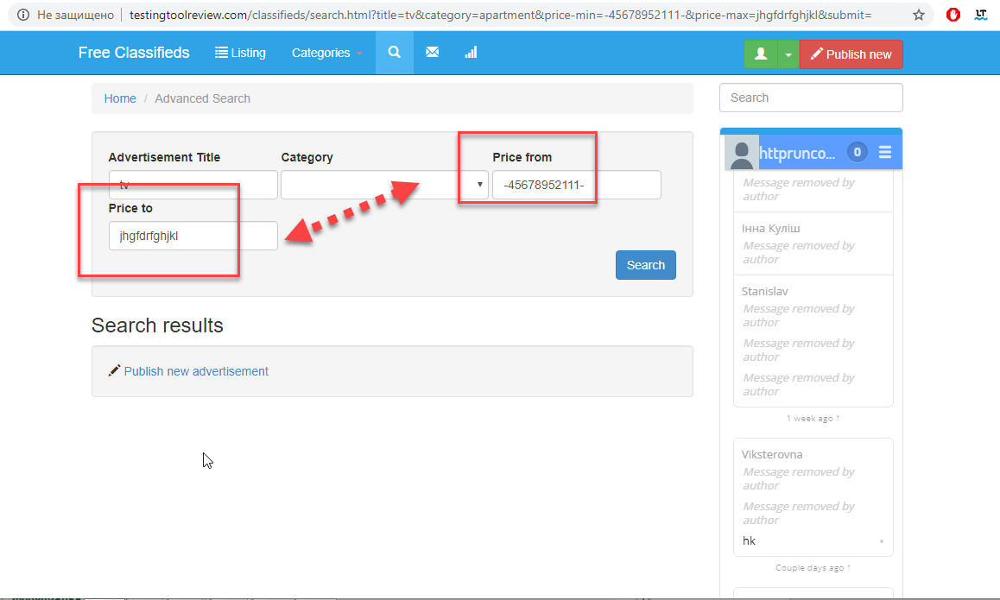 Не защищено
testingtoolreview.com/classifieds/search.html?title=tv&category=apartment&price-min=-45678952111-&price-max=jhgfdrfghjkl&submit=
LT
Free Classifieds
Listing
Categories
Publish new
Home / Advanced Search
Search
Advertisement Title
Category
Price from
tv
-45678952111-
Price to
jhgfdrfghjkl
Search
Search results
Publish new advertisement
httprunco...
0
Message removed by
author
Інна Куліш
Message removed by
author
Stanislav
Message removed by
author
Message removed by
author
Message removed by
author
1 week ago ↑
Viksterovna
Message removed by
author
Message removed by
author
hk
Couple days ago ↑